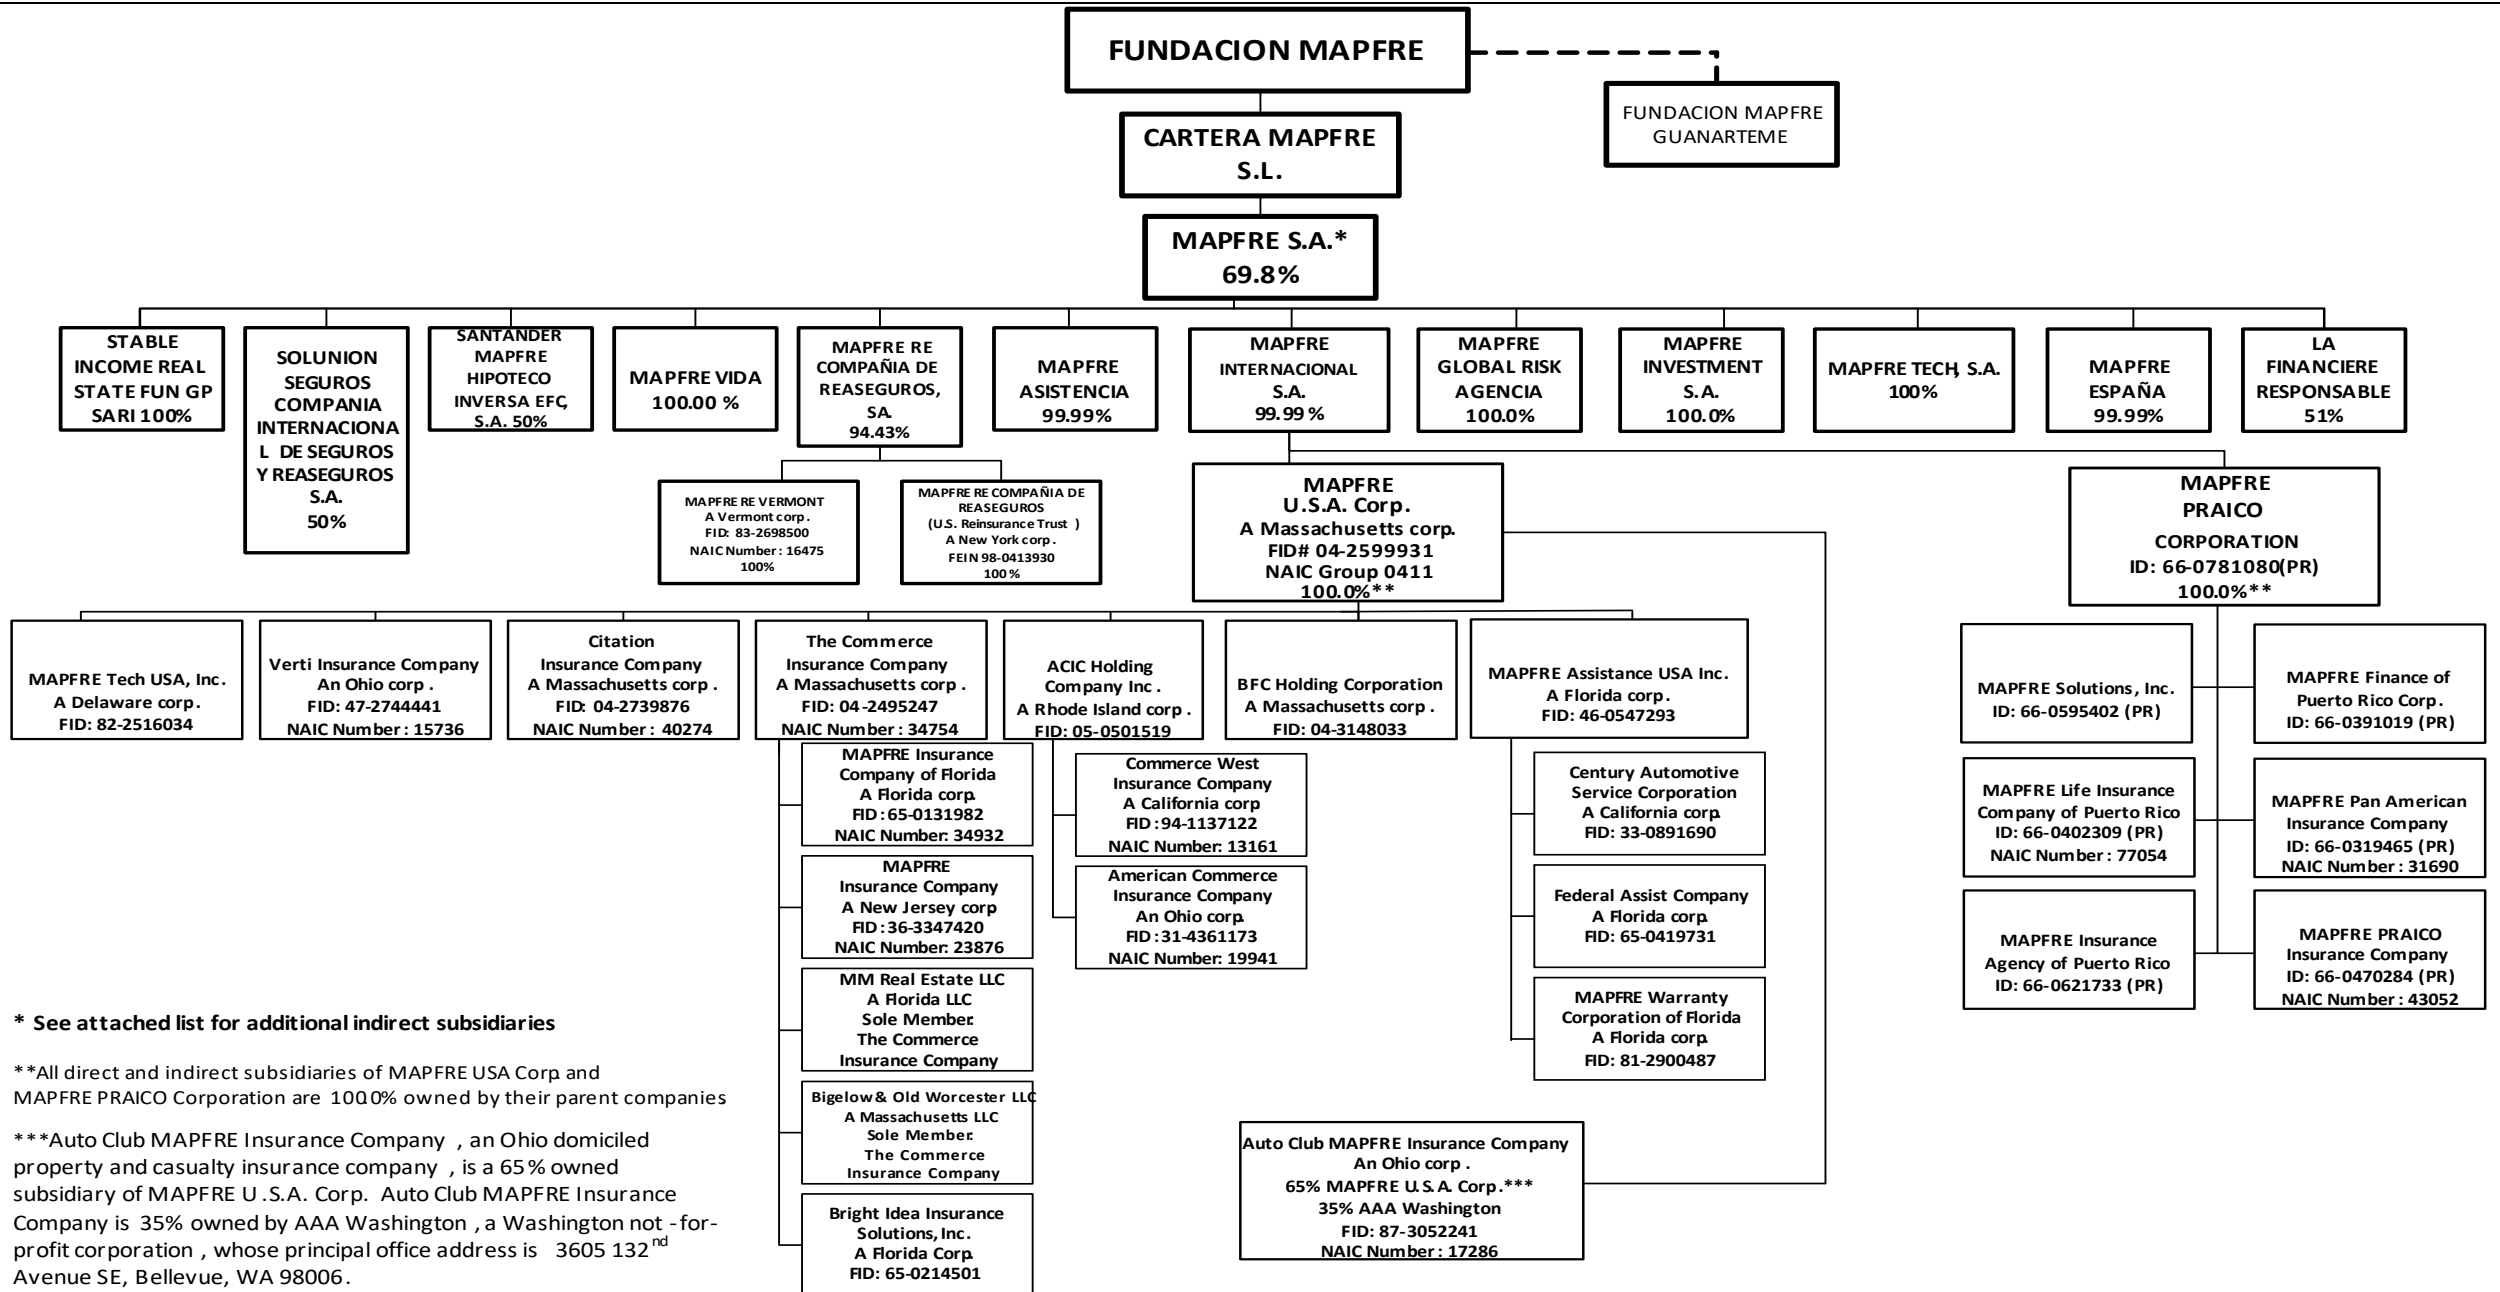 FUNDACION MAPFRE
FUNDACION MAPFRE
GUANARTEME
CARTERA MAPFRE
S.L.
MAPFRE S.A.*
69.8%
STABLE
INCOME REAL
STATE FUN GP
SARI 100%
SOLUNION
SEGUROS
COMPANIA
INTERNACIONA
L DE SEGUROS
Y REASEGUROS
S.A.
50%
SANTANDER
MAPFRE
HIPOTECO
INVERSA EFC,
S.A. 50%
MAPFRE VIDA
100.00 %
MAPFRE RE
COMPAÑIA DE
REASEGUROS,
SA.
94.43%
MAPFRE
ASISTENCIA
99.99%
MAPFRE
INTERNACIONAL
S.A.
99.99 %
MAPFRE
GLOBAL RISK
AGENCIA
100.0%
MAPFRE
INVESTMENT
S.A.
100.0%
MAPFRE TECH, S.A.
100%
MAPFRE
ESPAÑA
99.99%
LA
FINANCIERE
RESPONSABLE
51%
MAPFRE RE VERMONT
A Vermont corp.
FID: 83-2698500
NAIC Number: 16475
100%
MAPFRE RE COMPAÑIA DE
REASEGUROS
(U.S. Reinsurance Trust )
A New York corp.
FEIN 98-0413930
100 %
MAPFRE
U.S.A. Corp.
A Massachusetts corp.
FID# 04-2599931
NAIC Group 0411
100.0%**
MAPFRE
PRAICO
CORPORATION
ID: 66-0781080(PR)
100.0%**
MAPFRE Tech USA, Inc.
A Delaware corp.
FID: 82-2516034
Verti Insurance Company
An Ohio corp.
FID: 47-2744441
NAIC Number: 15736
Citation
Insurance Company
A Massachusetts corp.
FID: 04-2739876
NAIC Number: 40274
The Commerce
Insurance Company
A Massachusetts corp.
FID: 04-2495247
NAIC Number: 34754
ACIC Holding
Company Inc.
A Rhode Island corp.
FID: 05-0501519
BFC Holding Corporation
A Massachusetts corp.
FID: 04-3148033
MAPFRE Assistance USA Inc.
A Florida corp.
FID: 46-0547293
MAPFRE Insurance
Company of Florida
A Florida corp.
FID: 65-0131982
NAIC Number: 34932
MAPFRE
Insurance Company
A New Jersey corp
FID: 36-3347420
NAIC Number: 23876
MM Real Estate LLC
A Florida LLC
Sole Member:
The Commerce
Insurance Company
Bigelow & Old Worcester LLC
A Massachusetts LLC
Sole Member:
The Commerce
Insurance Company
Bright Idea Insurance
Solutions, Inc.
A Florida Corp.
FID: 65-0214501
Commerce West
Insurance Company
A California corp
FID: 94-1137122
NAIC Number: 13161
American Commerce
Insurance Company
An Ohio corp.
FID: 31-4361173
NAIC Number: 19941
Century Automotive
Service Corporation
A California corp.
FID: 33-0891690
Federal Assist Company
A Florida corp.
FID: 65-0419731
MAPFRE Warranty
Corporation of Florida
A Florida corp.
FID: 81-2900487
Auto Club MAPFRE Insurance Company
An Ohio corp.
65% MAPFRE U.S.A. Corp.***
35% AAA Washington
FID: 87-3052241
NAIC Number: 17286
MAPFRE Solutions, Inc.
ID: 66-0595402 (PR)
MAPFRE Finance of
Puerto Rico Corp.
ID: 66-0391019 (PR)
MAPFRE Life Insurance
Company of Puerto Rico
ID: 66-0402309 (PR)
NAIC Number: 77054
MAPFRE Pan American
Insurance Company
ID: 66-0319465 (PR)
NAIC Number: 31690
MAPFRE Insurance
Agency of Puerto Rico
ID: 66-0621733 (PR)
MAPFRE PRAICO
Insurance Company
ID: 66-0470284 (PR)
NAIC Number: 43052
* See attached list for additional indirect subsidiaries
**All direct and indirect subsidiaries of MAPFRE USA Corp. and
MAPFRE PRAICO Corporation are 100.0% owned by their parent companies
***Auto Club MAPFRE Insurance Company , an Ohio domiciled
property and casualty insurance company , is a 65% owned
subsidiary of MAPFRE U.S.A. Corp. Auto Club MAPFRE Insurance
Company is 35% owned by AAA Washington , a Washington not -for-
profit corporation , whose principal office address is 3605 132nd
Avenue SE, Bellevue, WA 98006.